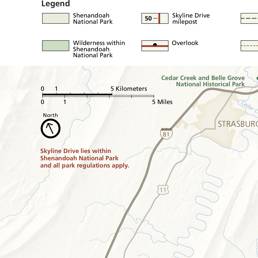 Legend
Shenandoah
National Park
50
Skyline Drive
milepost
Wilderness within
Shenandoah
National Park
Overlook
0 1 5 Kilometers
0 1 5 Miles
Cedar Creek and Belle Grove
National Historical Park
North
STRASBURG
81
Skyline Drive lies within
Shenandoah National Park
and all park regulations apply.
11